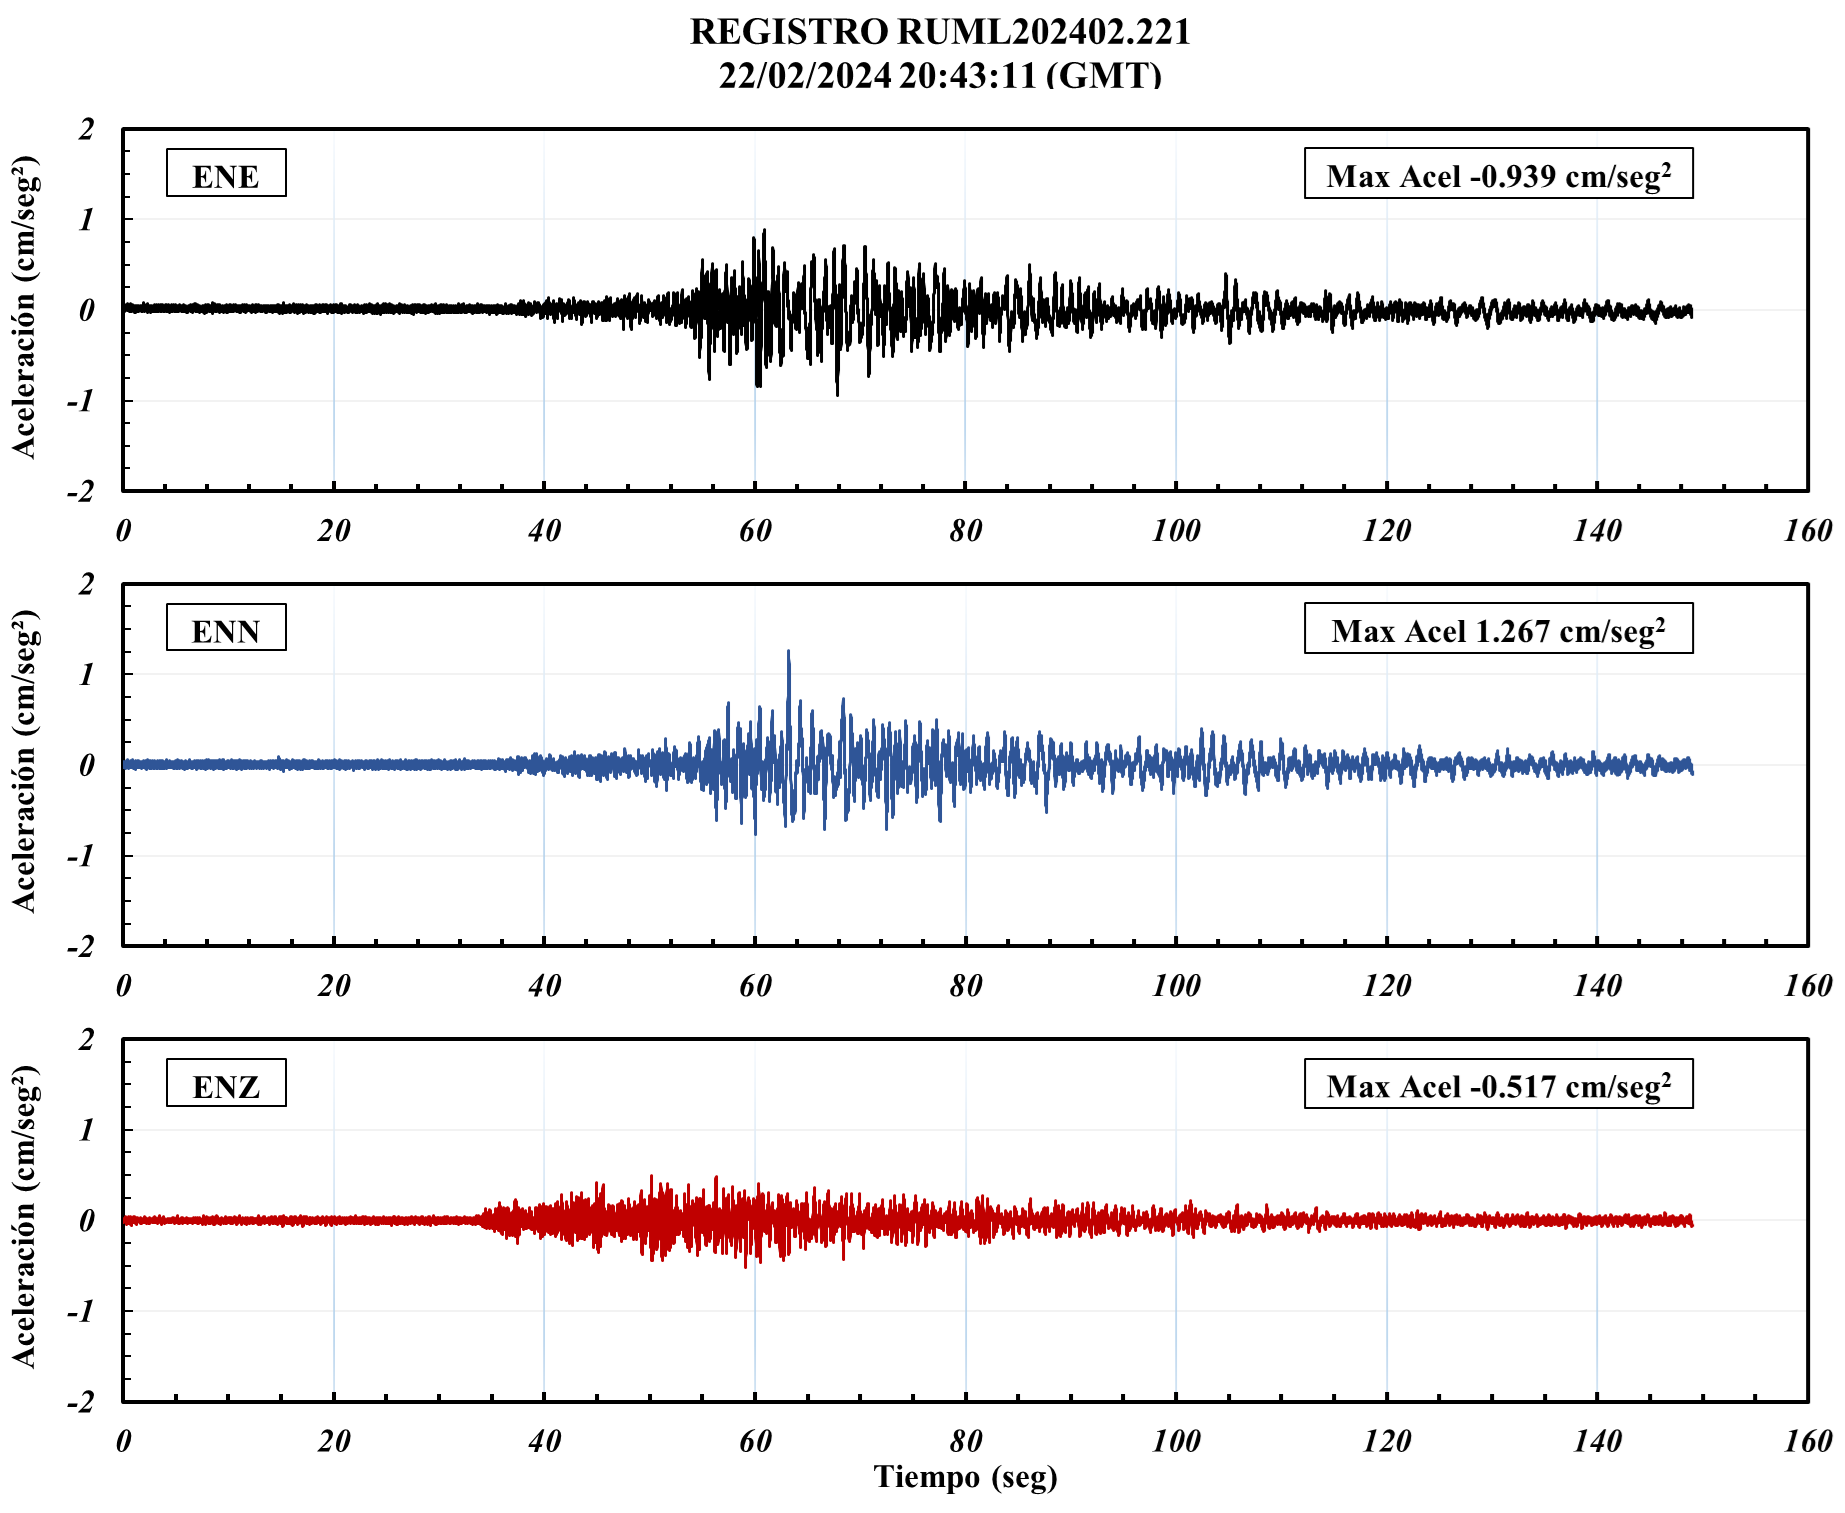 REGISTRO RUML202402.221
22/02/2024 20:43:11 (GMT)
Aceleración (cm/seg²)
2
1
0
-1
-2
ENE
Max Acel -0.939 cm/seg²
0 20 40 60 80 100 120 140 160
Aceleración (cm/seg²)
2
1
0
-1
-2
ENN
Max Acel 1.267 cm/seg²
0 20 40 60 80 100 120 140 160
Aceleración (cm/seg²)
2
1
0
-1
-2
ENZ
Max Acel -0.517 cm/seg²
0 20 40 60 80 100 120 140 160
Tiempo (seg)